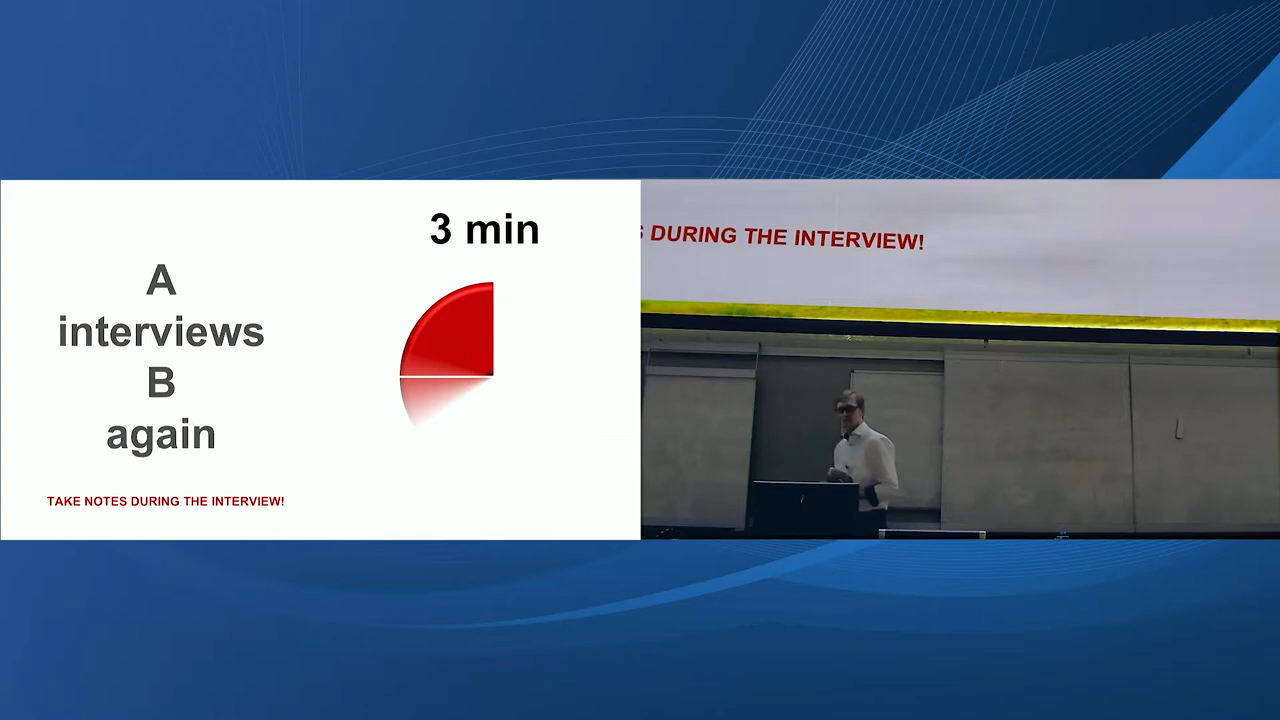 3 min
A
interviews
B
again
TAKE NOTES DURING THE INTERVIEW!
DURING THE INTERVIEW!